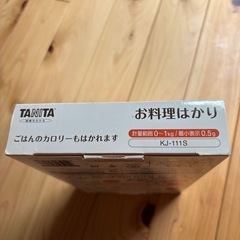 TANITA
お料理はかり
ごはんのカロリーもはかれます
計量範囲 0~1kg / 最小表示 0.5g
KJ-111S